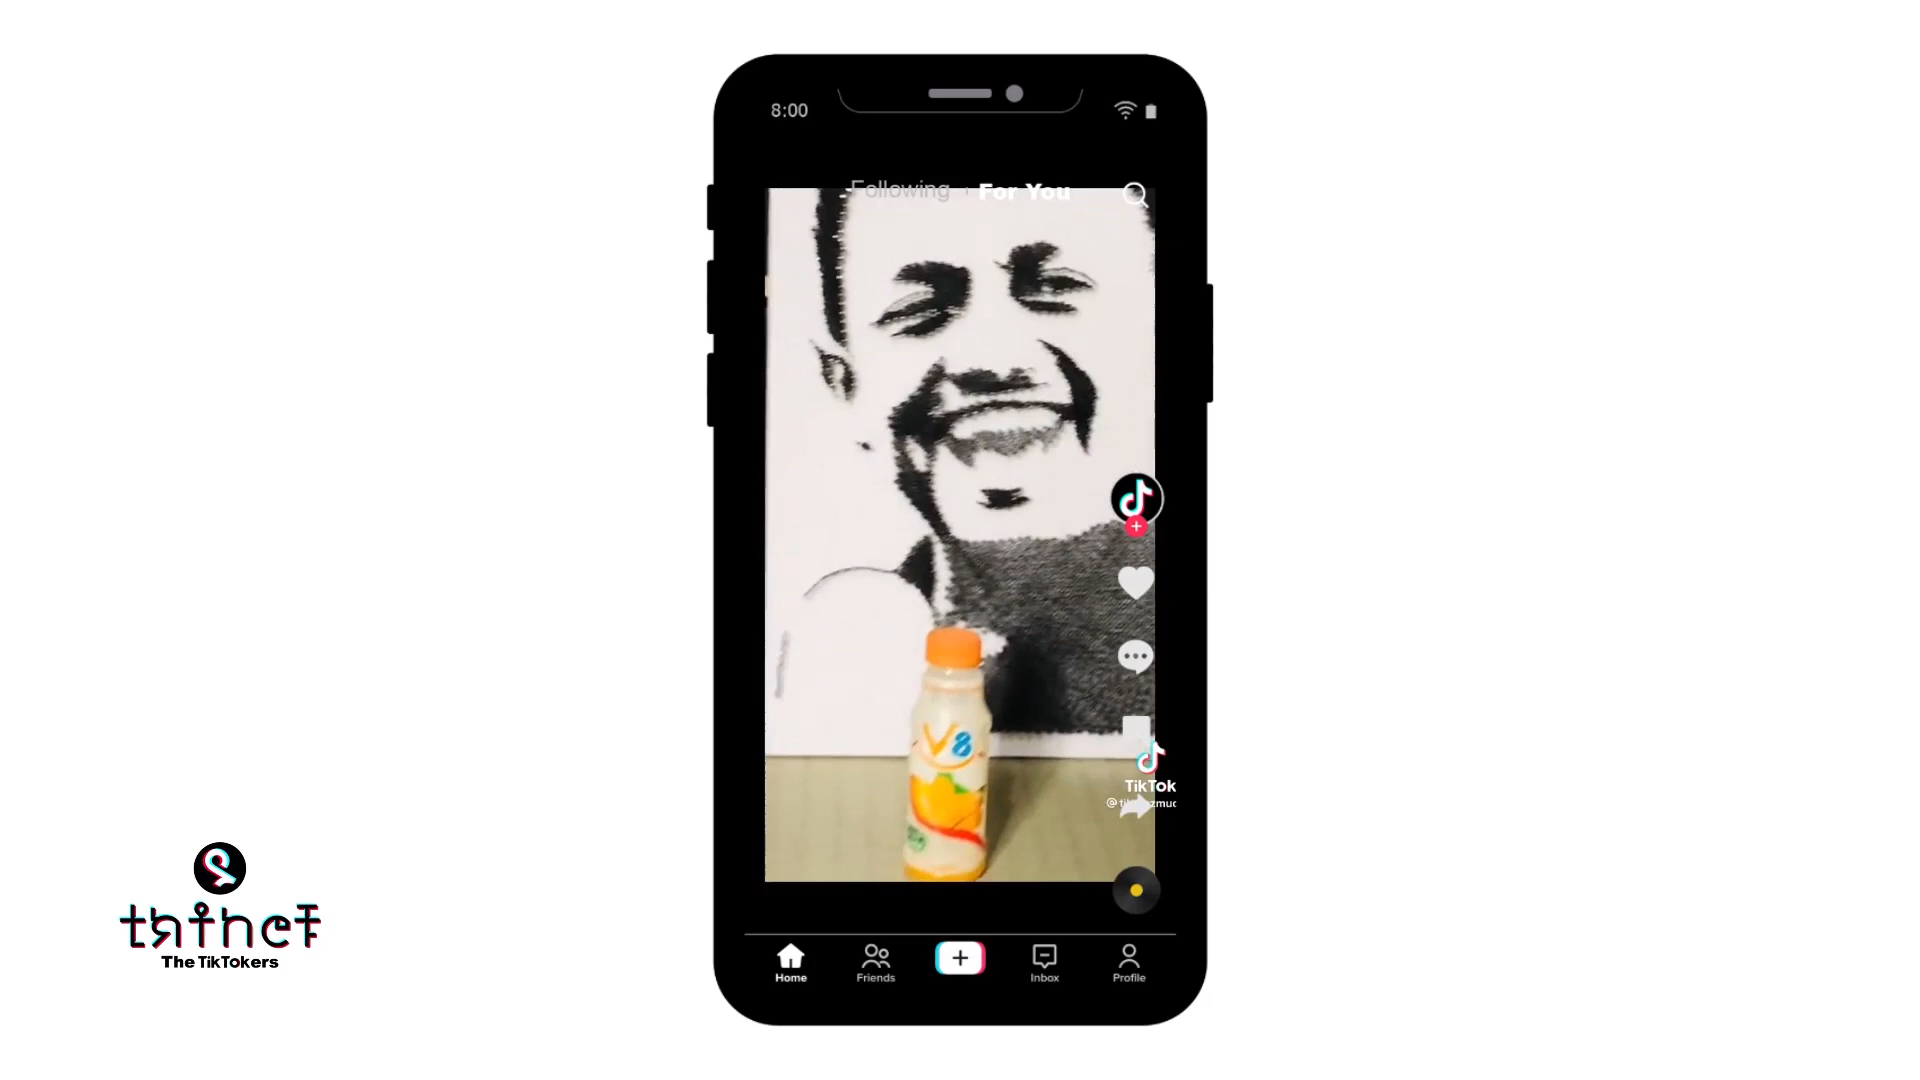 8:00
Following
For You
V8
TikTok
Home
Friends
Inbox
Profile
The TikTokers